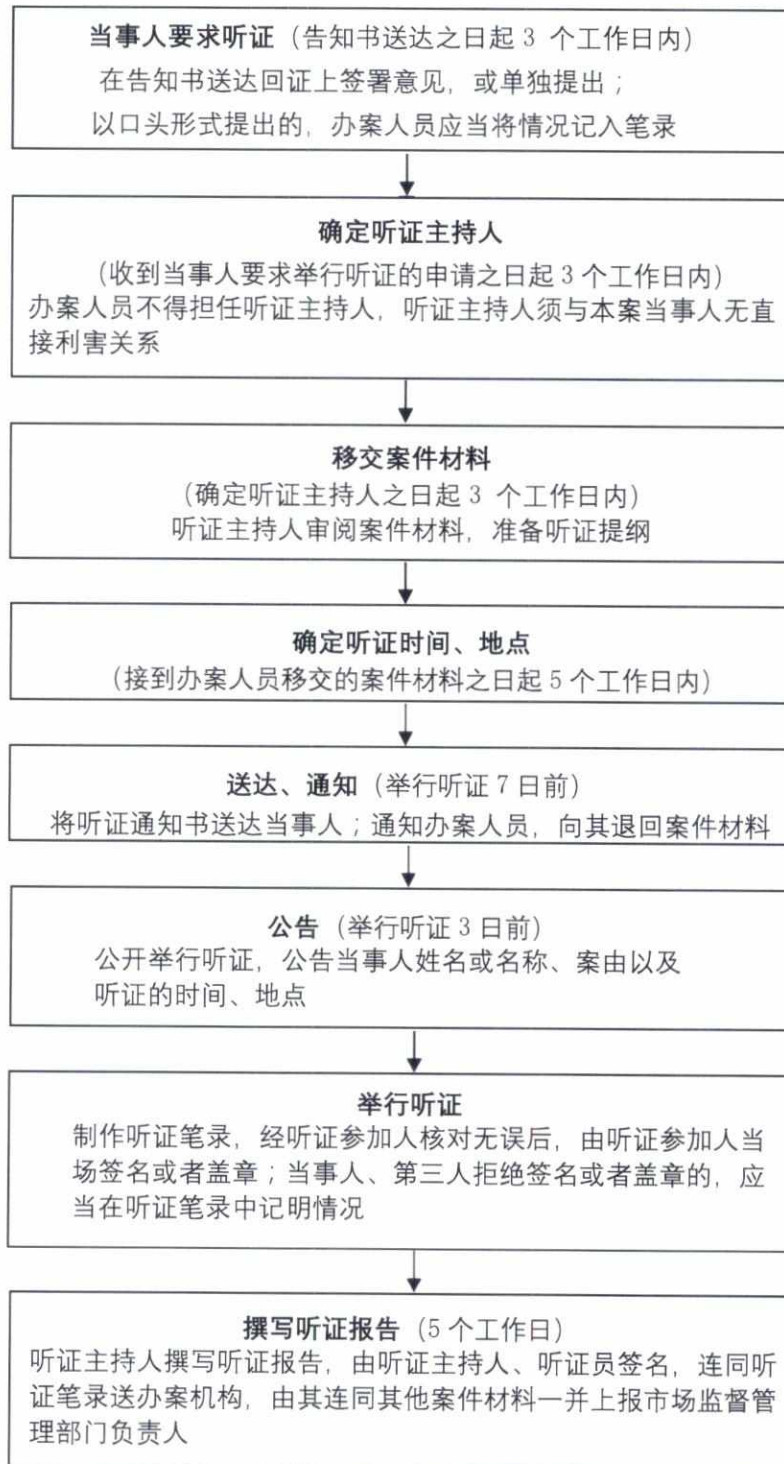 当事人要求听证（告知书送达之日起 3 个工作日内）
在告知书送达回证上签署意见，或单独提出；
以口头形式提出的，办案人员应当将情况记入笔录
确定听证主持人
（收到当事人要求举行听证的申请之日起 3 个工作日内）
办案人员不得担任听证主持人，听证主持人须与本案当事人无直
接利害关系
移交案件材料
（确定听证主持人之日起 3 个工作日内）
听证主持人审阅案件材料，准备听证提纲
确定听证时间、地点
（接到办案人员移交的案件材料之日起 5 个工作日内）
送达、通知（举行听证 7 日前）
将听证通知书送达当事人；通知办案人员，向其退回案件材料
公告（举行听证 3 日前）
公开举行听证，公告当事人姓名或名称、案由以及
听证的时间、地点
举行听证
制作听证笔录，经听证参加人核对无误后，由听证参加人当
场签名或者盖章；当事人、第三人拒绝签名或者盖章的，应
当在听证笔录中记明情况
撰写听证报告（5 个工作日）
听证主持人撰写听证报告，由听证主持人、听证员签名，连同听
证笔录送办案机构，由其连同其他案件材料一并上报市场监督管
理部门负责人